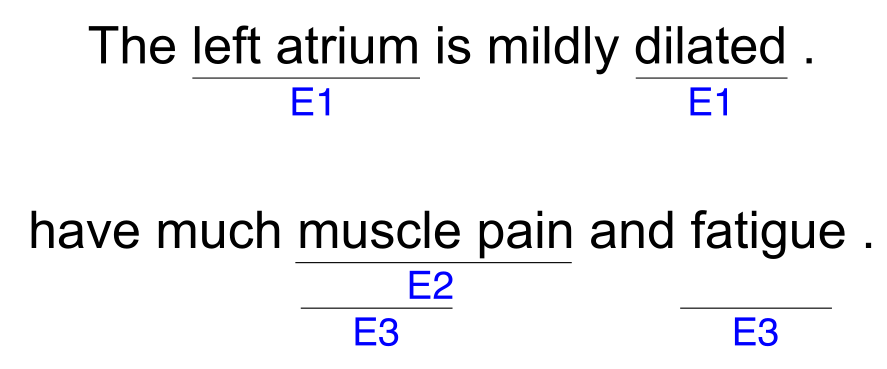 The left atrium is mildly dilated .
E1 E1
have much muscle pain and fatigue .
E2
E3 E3